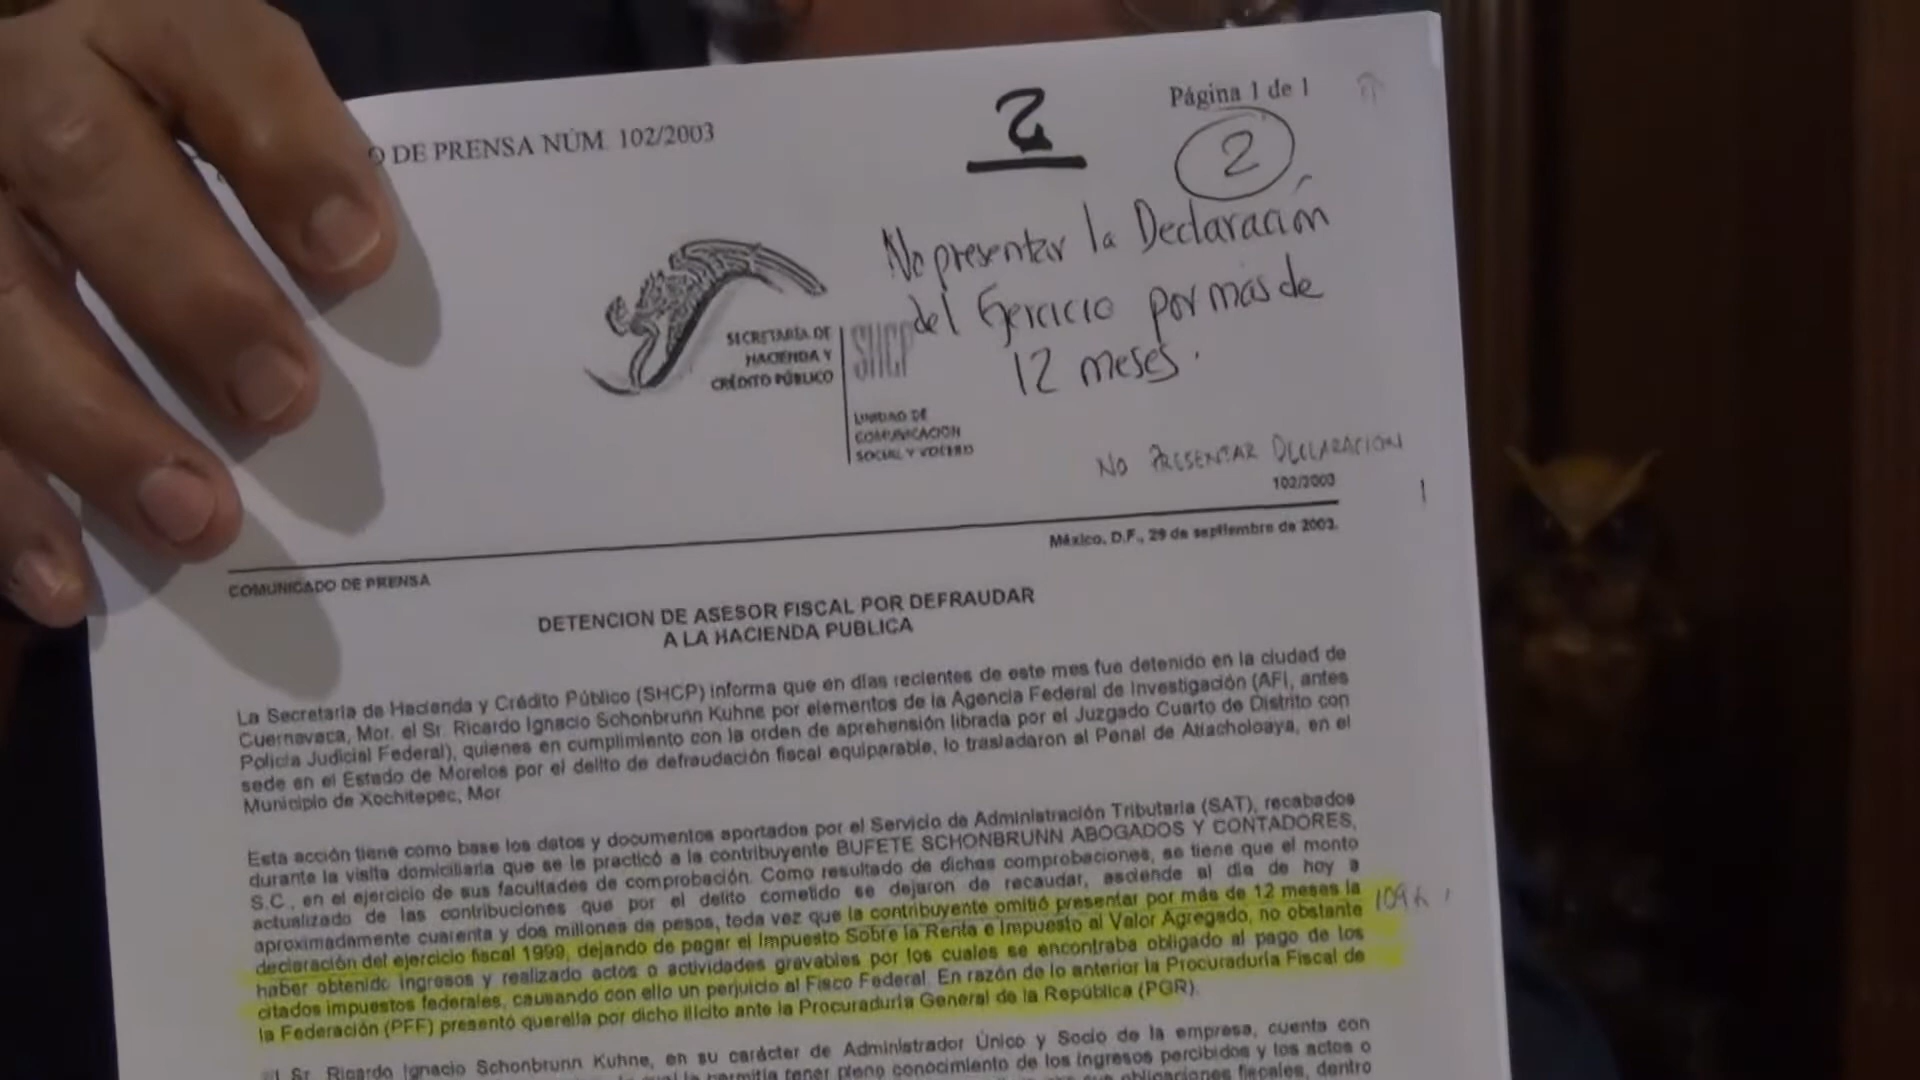 O DE PRENSA NÚM. 102/2003
2
Página 1 de 1
2
No presentar la Declaración
del Ejercicio por mas de
12 meses.
SECRETARÍA DE
HACIENDA Y
CRÉDITO PÚBLICO
SHCP
UNIDAD DE
COMUNICACION
SOCIAL Y VOCERO
NO PRESENTAR DECLARACION
102/2003
México, D.F., 29 de septiembre de 2003.
COMUNICADO DE PRENSA
DETENCION DE ASESOR FISCAL POR DEFRAUDAR
A LA HACIENDA PUBLICA
La Secretaría de Hacienda y Crédito Público (SHCP) informa que en días recientes de este mes fue detenido en la ciudad de
Cuernavaca, Mor. el Sr. Ricardo Ignacio Schonbrunn Kuhne por elementos de la Agencia Federal de Investigación (AFI, antes
Policía Judicial Federal), quienes en cumplimiento con la orden de aprehensión librada por el Juzgado Cuarto de Distrito con
sede en el Estado de Morelos por el delito de defraudación fiscal equiparable, lo trasladaron al Penal de Atlacholoaya, en el
Municipio de Xochitepec, Mor
Esta acción tiene como base los datos y documentos aportados por el Servicio de Administración Tributaria (SAT), recabados
durante la visita domiciliaria que se le practicó a la contribuyente BUFETE SCHONBRUNN ABOGADOS Y CONTADORES,
S.C., en el ejercicio de sus facultades de comprobación. Como resultado de dichas comprobaciones, se tiene que el monto
actualizado de las contribuciones que por el delito cometido se dejaron de recaudar, asciende al día de hoy a
aproximadamente cuarenta y dos millones de pesos, toda vez que la contribuyente omitió presentar por más de 12 meses la
declaración del ejercicio fiscal 1999, dejando de pagar el Impuesto Sobre la Renta e Impuesto al Valor Agregado, no obstante
haber obtenido ingresos y realizado actos o actividades gravables por los cuales se encontraba obligado al pago de los
citados impuestos federales, causando con ello un perjuicio al Fisco Federal. En razón de lo anterior la Procuraduría Fiscal de
la Federación (PFF) presentó querella por dicho ilícito ante la Procuraduría General de la República (PGR).
Sr. Ricardo Ignacio Schonbrunn Kuhne, en su carácter de Administrador Único y Socio de la empresa, cuenta con
permitía tener pleno conocimiento de los ingresos percibidos y los actos o
obligaciones fiscales, dentro